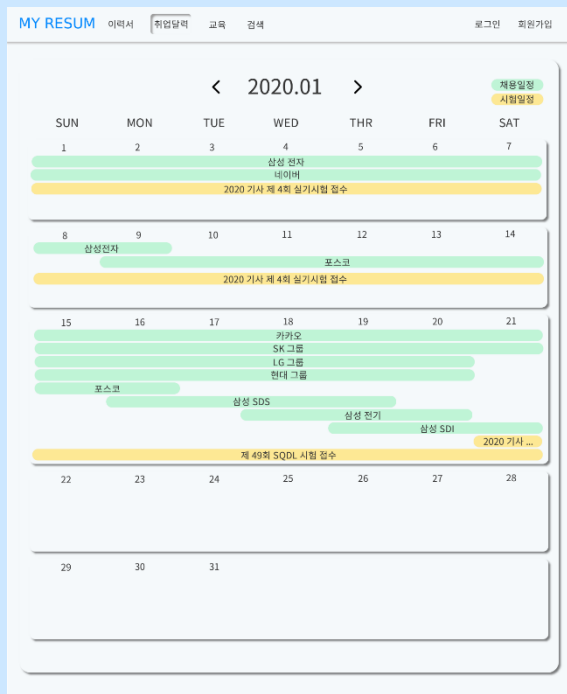 MY RESUM 이력서 취업달력 교육 검색 로그인 회원가입
2020.01
채용일정
시험일정
SUN MON TUE WED THR FRI SAT
1 2 3 4 5 6 7
삼성 전자
네이버
2020 기사 제 4회 실기시험 접수
8 9 10 11 12 13 14
삼성전자
포스코
2020 기사 제 4회 실기시험 접수
15 16 17 18 19 20 21
카카오
SK 그룹
LG 그룹
현대 그룹
포스코
삼성 SDS
삼성 전기
삼성 SDI
2020 기사 ...
제 49회 SQDL 시험 접수
22 23 24 25 26 27 28
29 30 31